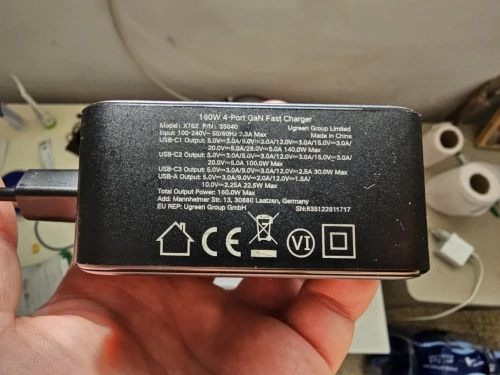 160W 4-Port GaN Fast Charger
Model: X762 P/N: 35040 Ugreen Group Limited
Input: 100-240V~ 50/60Hz 2.3A Max Made in China
USB-C1 Output: 5.0V⎓3.0A/9.0V⎓3.0A/12.0V⎓3.0A/15.0V⎓3.0A/
20.0V⎓5.0A/28.0V⎓5.0A 140.0W Max
USB-C2 Output: 5.0V⎓3.0A/9.0V⎓3.0A/12.0V⎓3.0A/15.0V⎓3.0A/
20.0V⎓5.0A 100.0W Max
USB-C3 Output: 5.0V⎓3.0A/9.0V⎓3.0A/12.0V⎓2.5A 30.0W Max
USB-A Output: 5.0V⎓3.0A/9.0V⎓2.0A/12.0V⎓1.5A/
10.0V⎓2.25A 22.5W Max
Total Output Power: 160.0W Max
Add: Mannheimer Str. 13, 30880 Laatzen, Germany
EU REP: Ugreen Group GmbH SN:R35122811717
CE VI